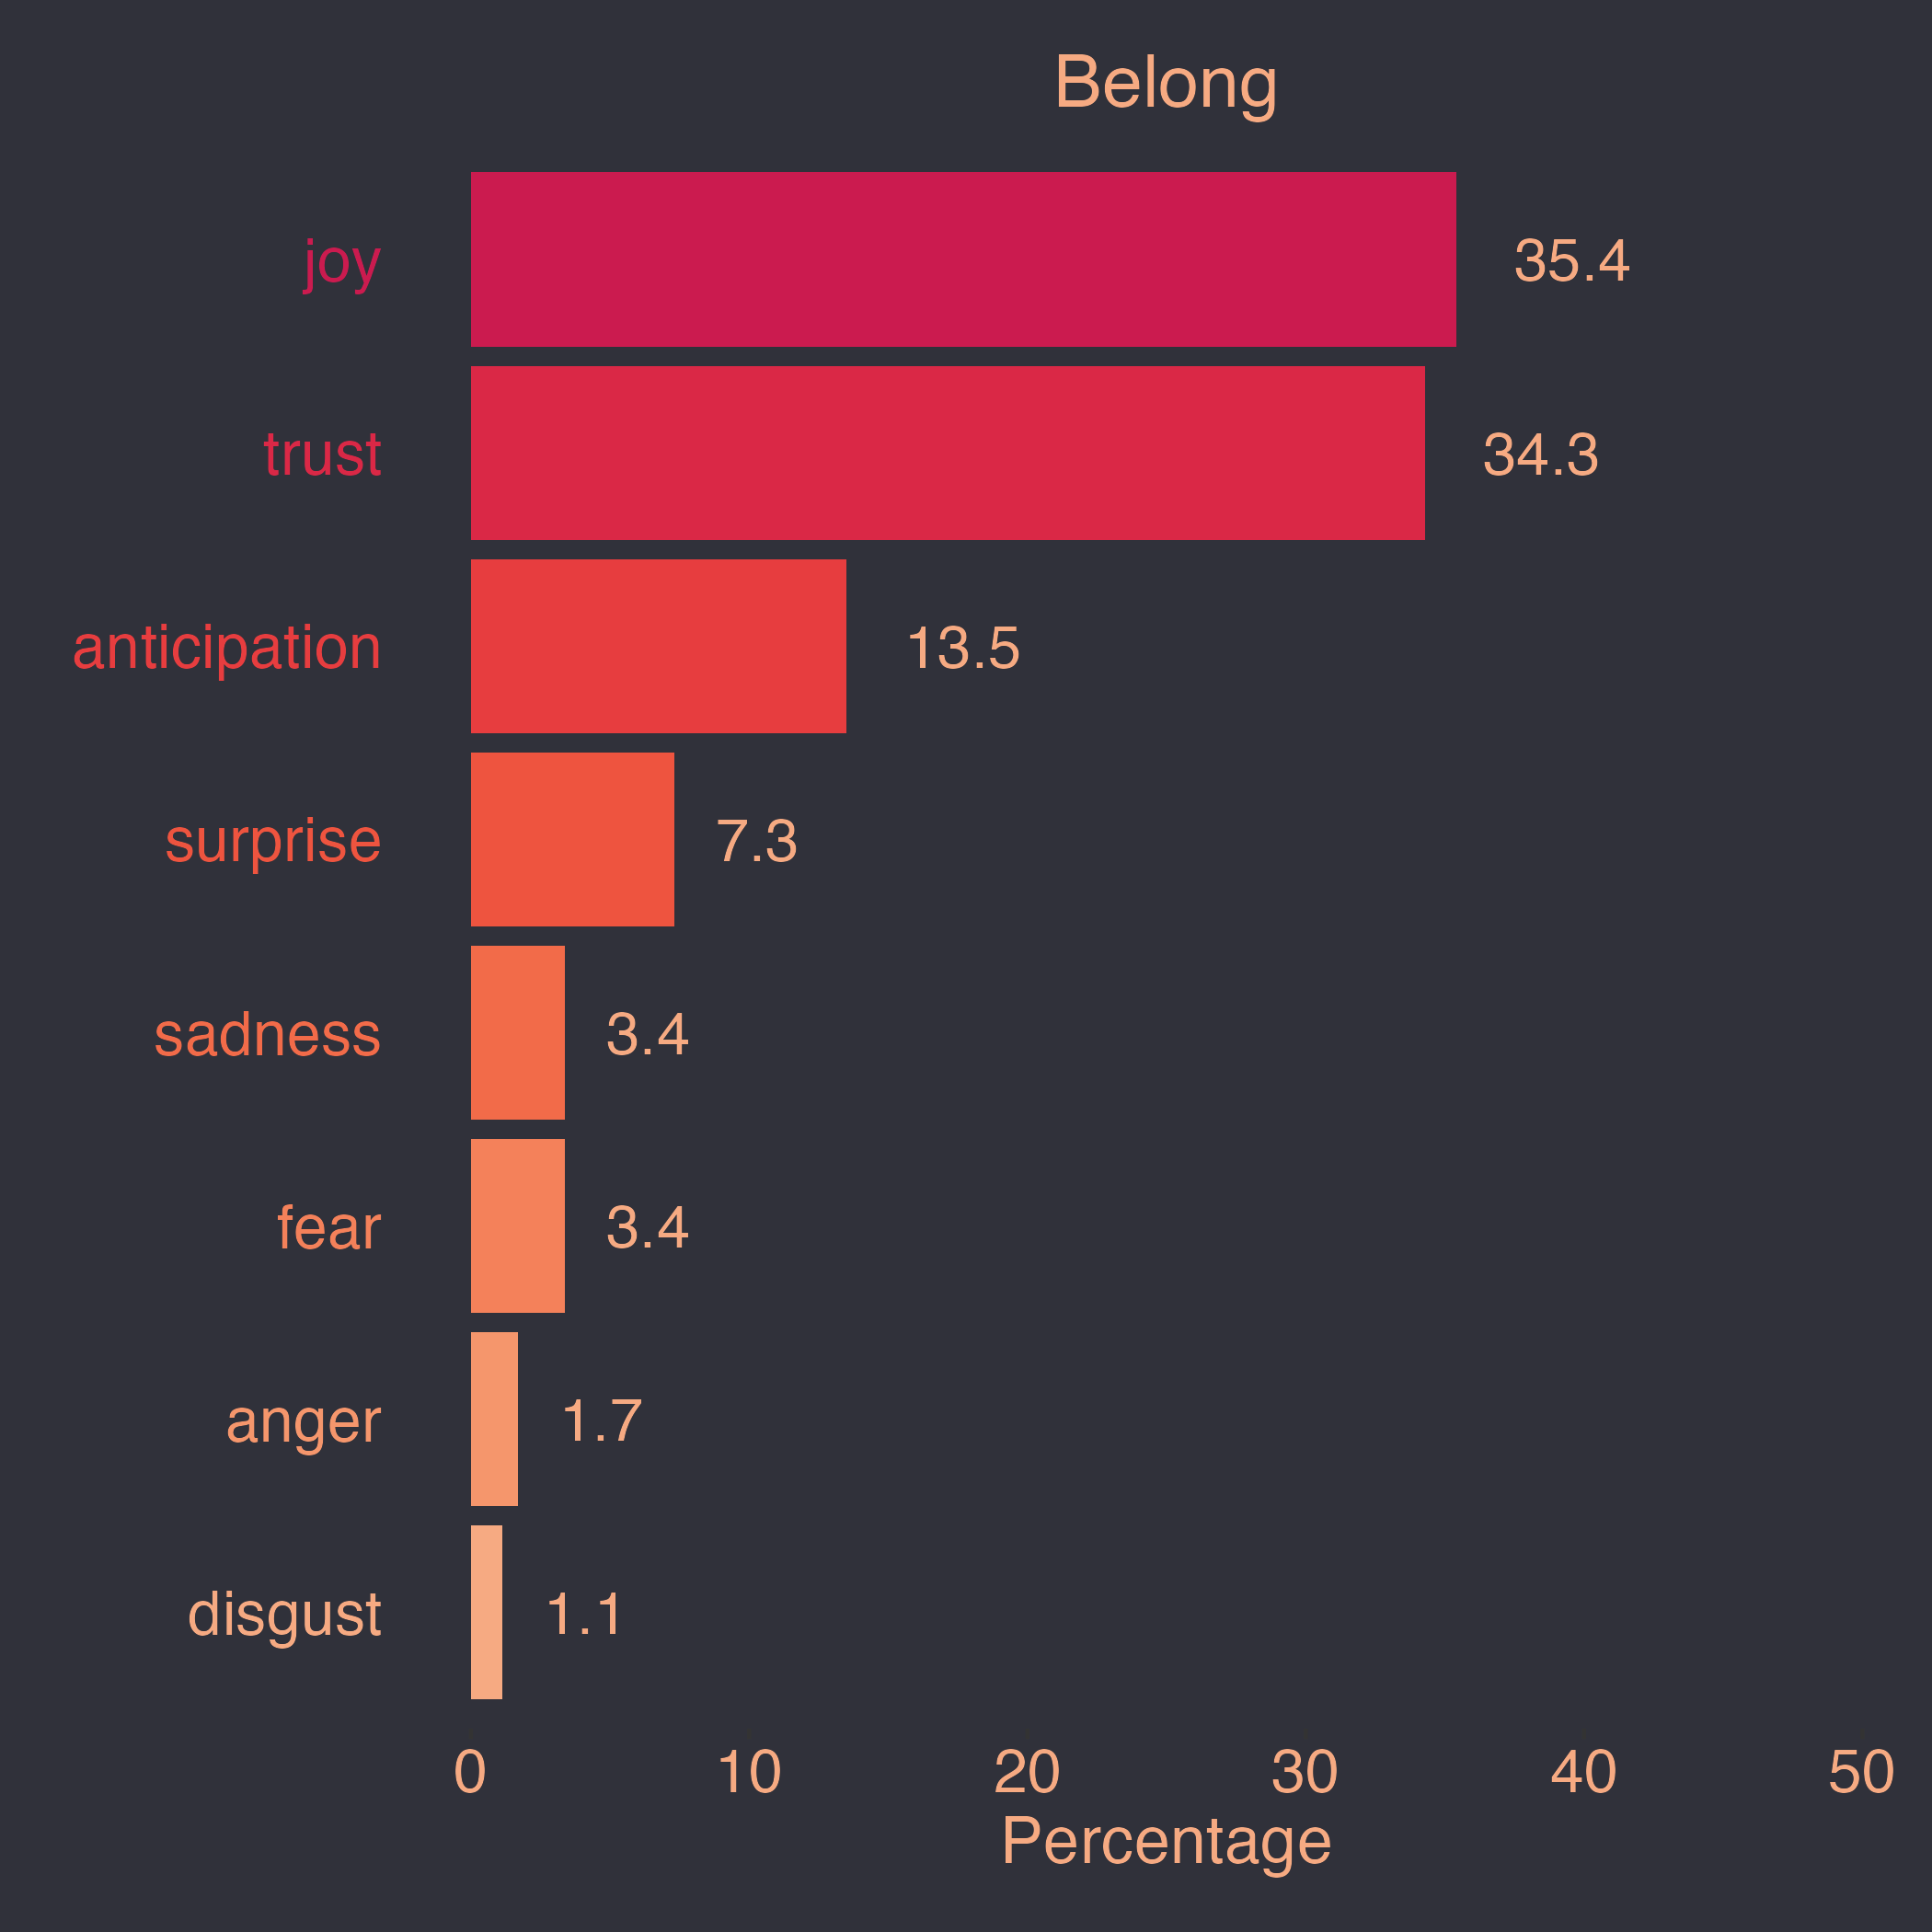 Belong
joy 35.4
trust 34.3
anticipation 13.5
surprise 7.3
sadness 3.4
fear 3.4
anger 1.7
disgust 1.1
0 10 20 30 40 50
Percentage